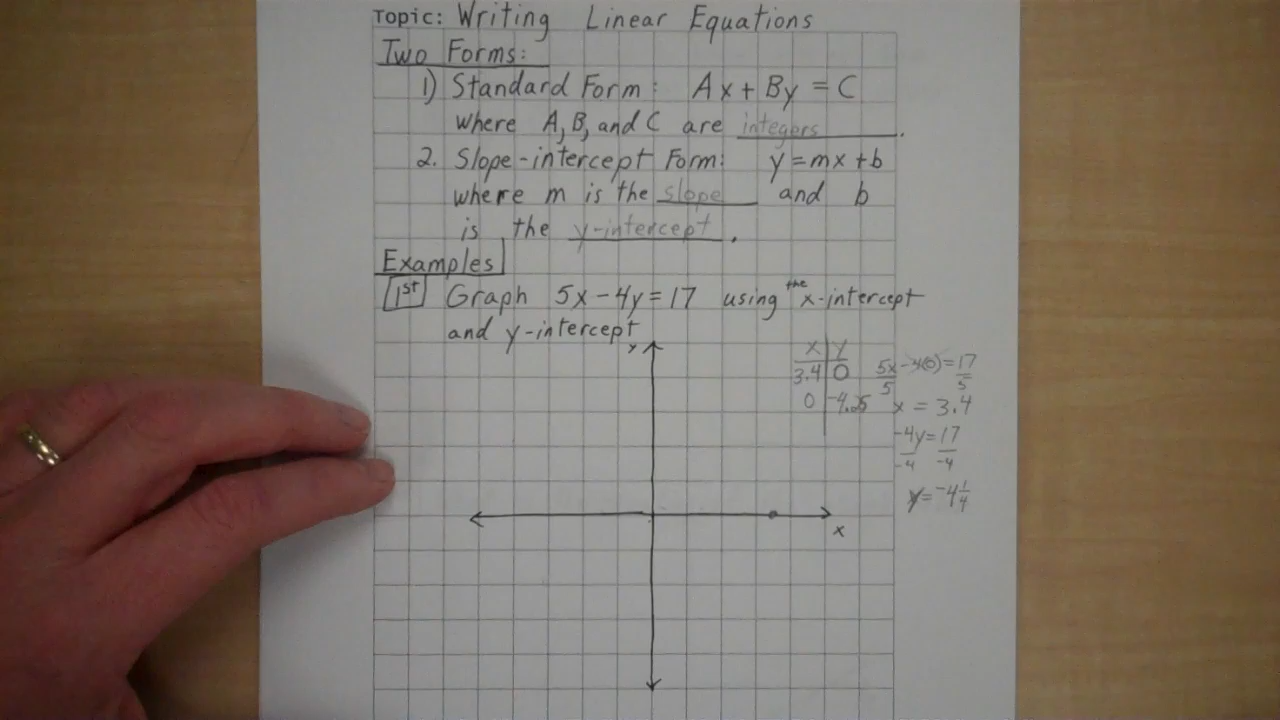 Topic: Writing Linear Equations
Two Forms:
1) Standard Form: Ax + By = C
where A, B, and C are integers.
2. Slope-intercept Form: y = mx + b
where m is the slope and b
is the y-intercept.
Examples
1st Graph 5x - 4y = 17 using the x-intercept
and y-intercept
y
x
X Y
3.4 0
0 -4.25
5x - 4(0) = 17
5 5
x = 3.4
-4y = 17
-4 -4
y = -4 1/4